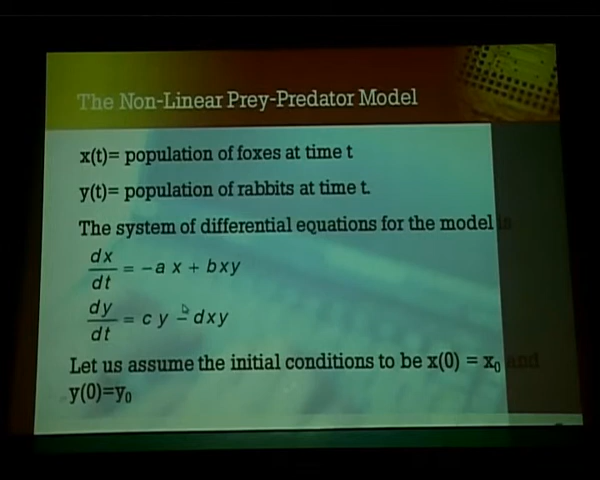 The Non-Linear Prey-Predator Model
x(t)= population of foxes at time t
y(t)= population of rabbits at time t.
The system of differential equations for the model is
dx/dt = -a x + bxy
dy/dt = c y - dxy
Let us assume the initial conditions to be x(0) = x₀ and
y(0)=y₀